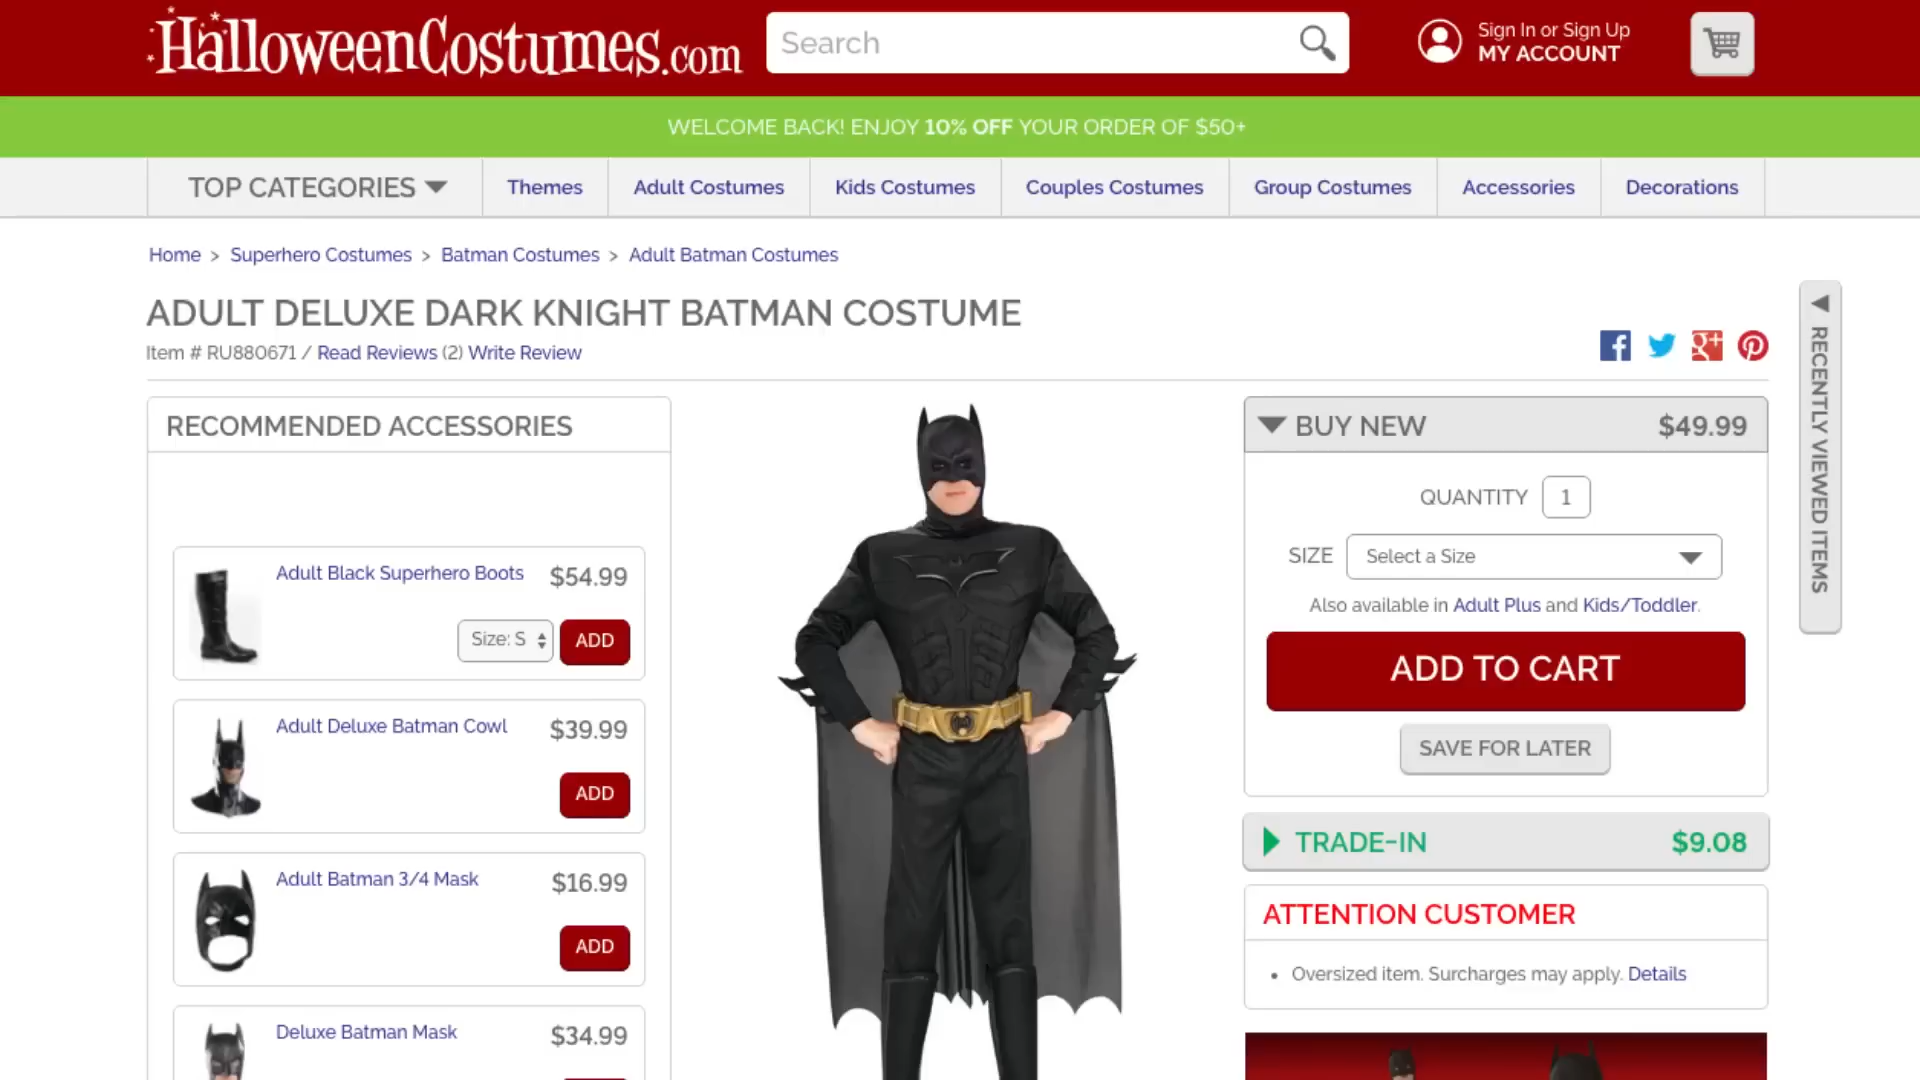 HalloweenCostumes.com
Search
Sign In or Sign Up
MY ACCOUNT
WELCOME BACK! ENJOY 10% OFF YOUR ORDER OF $50+
TOP CATEGORIES
Themes
Adult Costumes
Kids Costumes
Couples Costumes
Group Costumes
Accessories
Decorations
Home > Superhero Costumes > Batman Costumes > Adult Batman Costumes
ADULT DELUXE DARK KNIGHT BATMAN COSTUME
Item # RU880671 / Read Reviews (2) Write Review
RECENTLY VIEWED ITEMS
RECOMMENDED ACCESSORIES
Adult Black Superhero Boots $54.99
Size: S ADD
Adult Deluxe Batman Cowl $39.99
ADD
Adult Batman 3/4 Mask $16.99
ADD
Deluxe Batman Mask $34.99
BUY NEW $49.99
QUANTITY 1
SIZE Select a Size
Also available in Adult Plus and Kids/Toddler.
ADD TO CART
SAVE FOR LATER
TRADE-IN $9.08
ATTENTION CUSTOMER
• Oversized item. Surcharges may apply. Details